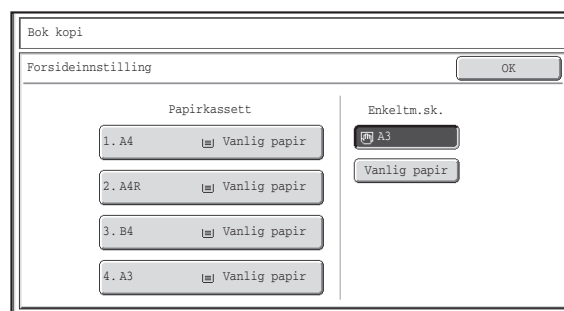 Bok kopi
Forsideinnstilling
OK
Papirkassett
1. A4 Vanlig papir
2. A4R Vanlig papir
3. B4 Vanlig papir
4. A3 Vanlig papir
Enkeltm.sk.
A3
Vanlig papir